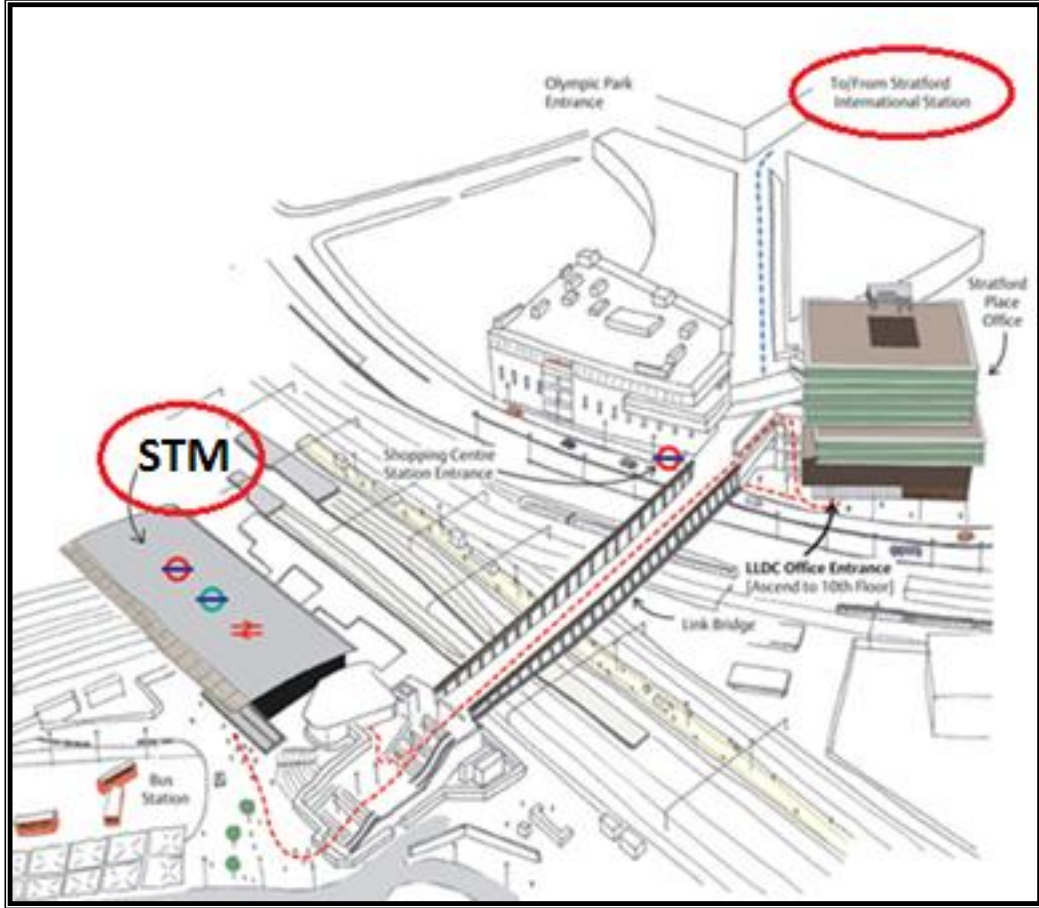 Olympic Park
Entrance
To/From Stratford
International Station
Stratford
Place
Office
STM
Shopping Centre
Station Entrance
LLDC Office Entrance
[Ascend to 10th Floor]
Link Bridge
Bus
Station